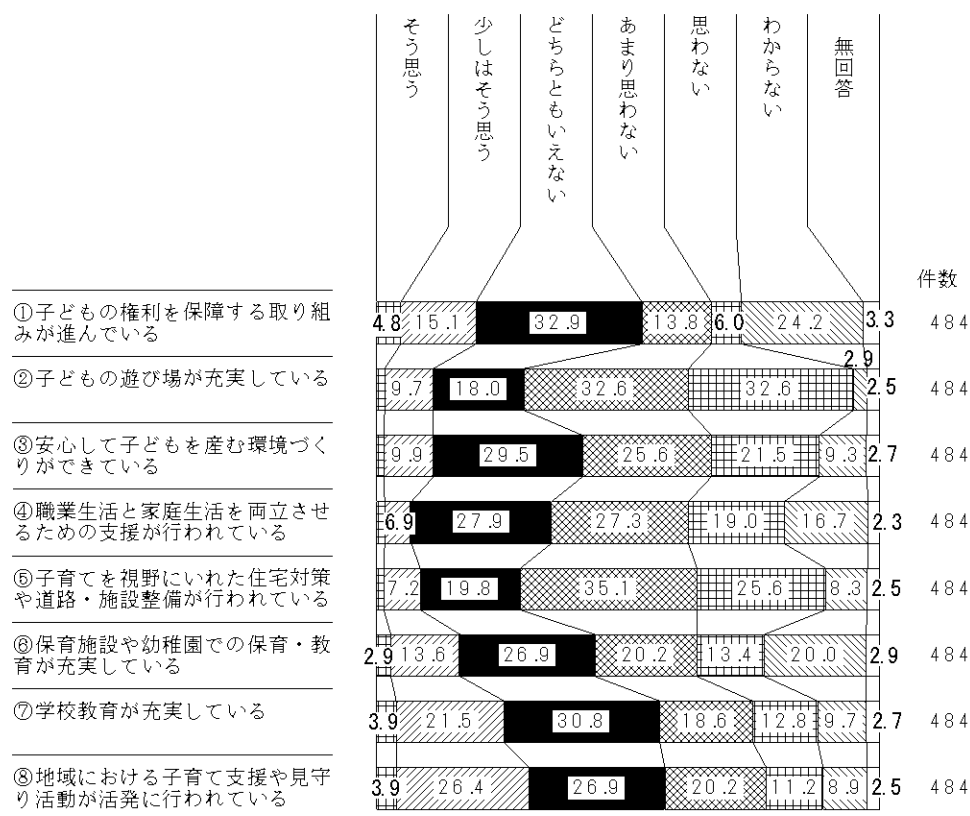 そう思う
少しはそう思う
どちらともいえない
あまり思わない
思わない
わからない
無回答
件数
①子どもの権利を保障する取り組
みが進んでいる
4.8 15.1 32.9 13.8 6.0 24.2 3.3 484
②子どもの遊び場が充実している
9.7 18.0 32.6 32.6 2.9 2.5 484
③安心して子どもを産む環境づく
りができている
9.9 29.5 25.6 21.5 9.3 2.7 484
④職業生活と家庭生活を両立させ
るための支援が行われている
6.9 27.9 27.3 19.0 16.7 2.3 484
⑤子育てを視野にいれた住宅対策
や道路・施設整備が行われている
7.2 19.8 35.1 25.6 8.3 2.5 484
⑥保育施設や幼稚園での保育・教
育が充実している
2.9 13.6 26.9 20.2 13.4 20.0 2.9 484
⑦学校教育が充実している
3.9 21.5 30.8 18.6 12.8 9.7 2.7 484
⑧地域における子育て支援や見守
り活動が活発に行われている
3.9 26.4 26.9 20.2 11.2 8.9 2.5 484